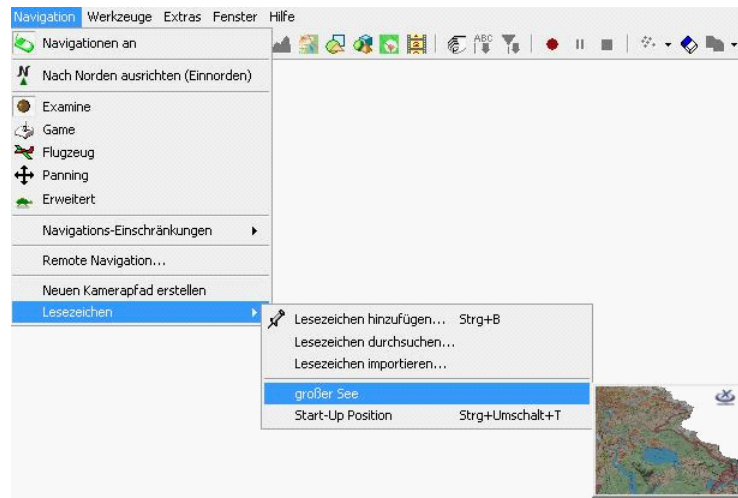 Navigation Werkzeuge Extras Fenster Hilfe
Navigationen an
ABC
Nach Norden ausrichten (Einnorden)
Examine
Game
Flugzeug
Panning
Erweitert
Navigations-Einschränkungen
Remote Navigation...
Neuen Kamerapfad erstellen
Lesezeichen
Lesezeichen hinzufügen... Strg+B
Lesezeichen durchsuchen...
Lesezeichen importieren...
großer See
Start-Up Position Strg+Umschalt+T